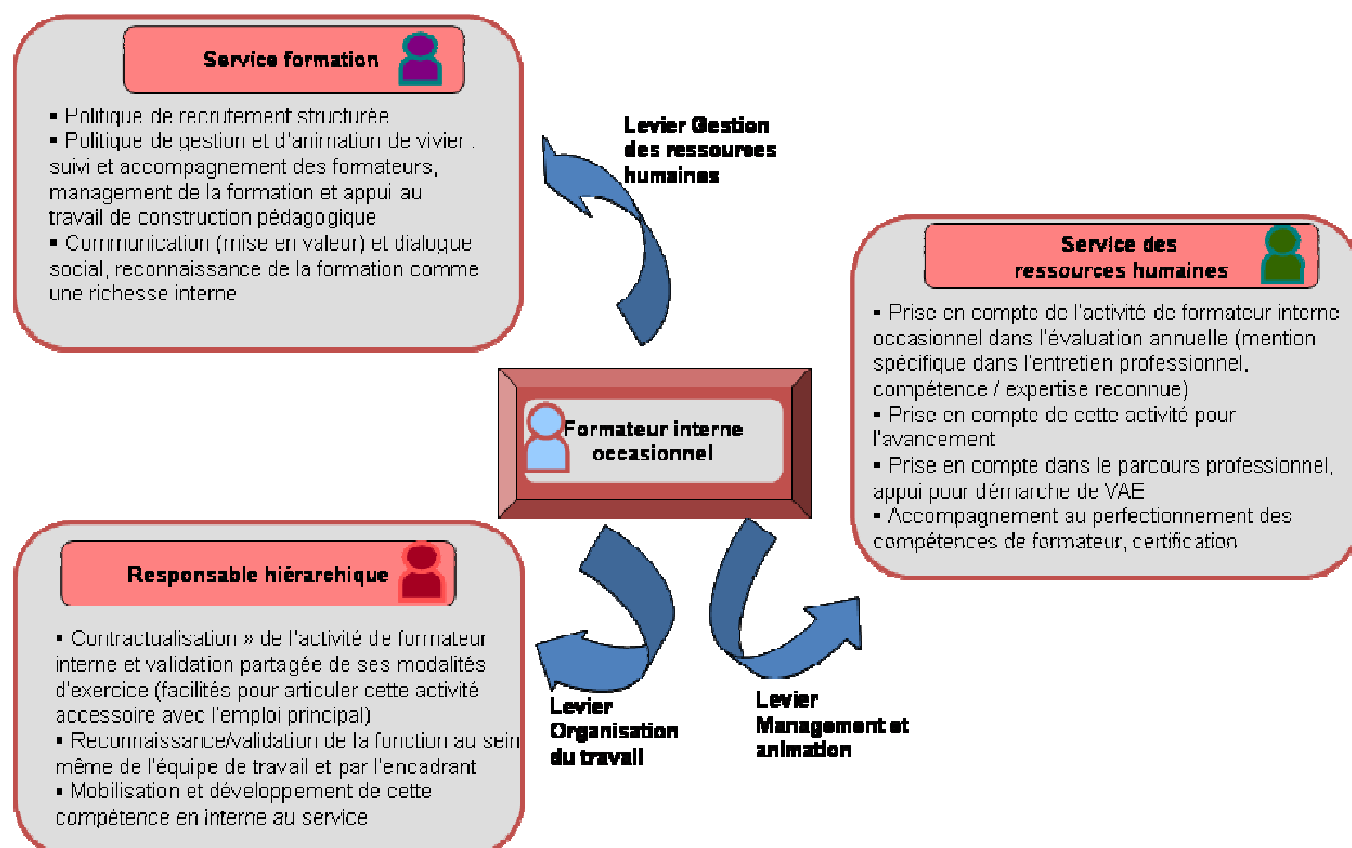 Service formation
▪ Politique de recrutement structurée
▪ Politique de gestion et d'animation de vivier :
suivi et accompagnement des formateurs,
management de la formation et appui au
travail de construction pédagogique
▪ Communication (mise en valeur) et dialogue
social, reconnaissance de la formation comme
une richesse interne
Levier Gestion
des ressources
humaines
Service des
ressources humaines
▪ Prise en compte de l'activité de formateur interne
occasionnel dans l'évaluation annuelle (mention
spécifique dans l'entretien professionnel,
compétence / expertise reconnue)
▪ Prise en compte de cette activité pour
l'avancement
▪ Prise en compte dans le parcours professionnel,
appui pour démarche de VAE
▪ Accompagnement au perfectionnement des
compétences de formateur, certification
Formateur interne
occasionnel
Responsable hiérarchique
▪ Contractualisation » de l'activité de formateur
interne et validation partagée de ses modalités
d'exercice (facilités pour articuler cette activité
accessoire avec l'emploi principal)
▪ Reconnaissance/validation de la fonction au sein
même de l'équipe de travail et par l'encadrant
▪ Mobilisation et développement de cette
compétence en interne au service
Levier
Organisation
du travail
Levier
Management et
animation